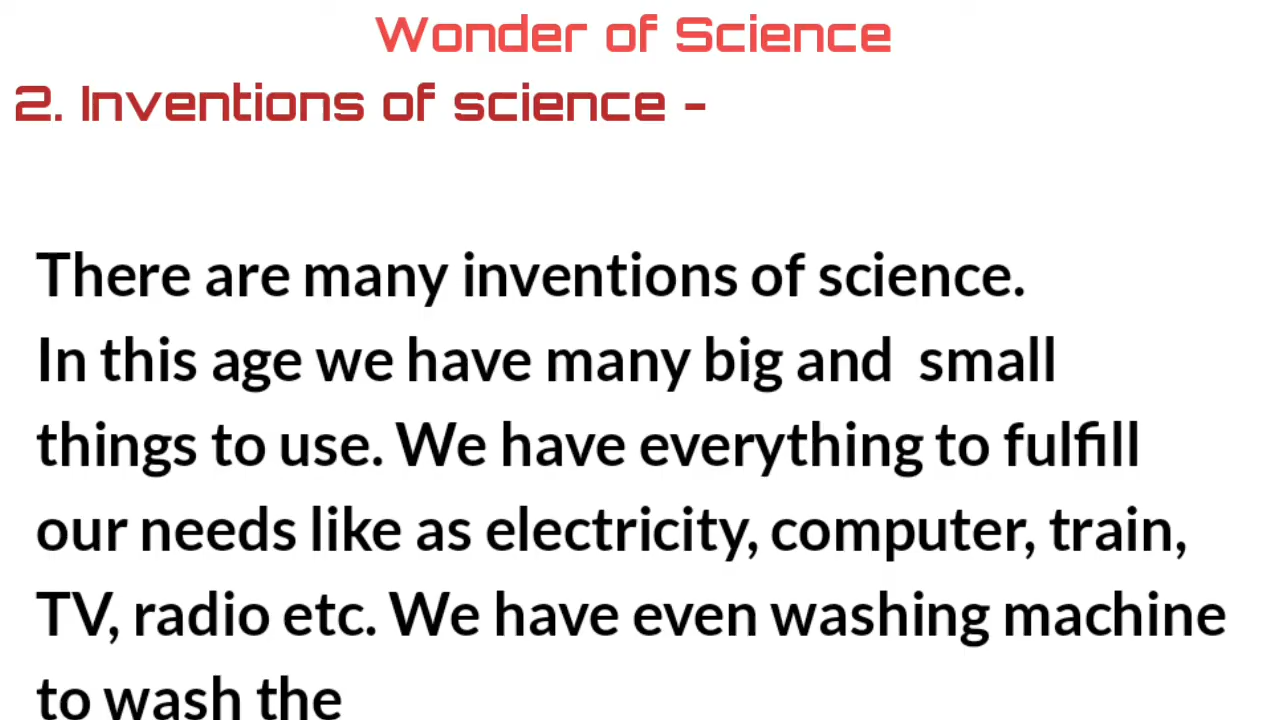 Wonder of Science
2. Inventions of science -
There are many inventions of science.
In this age we have many big and  small
things to use. We have everything to fulfill
our needs like as electricity, computer, train,
TV, radio etc. We have even washing machine
to wash the